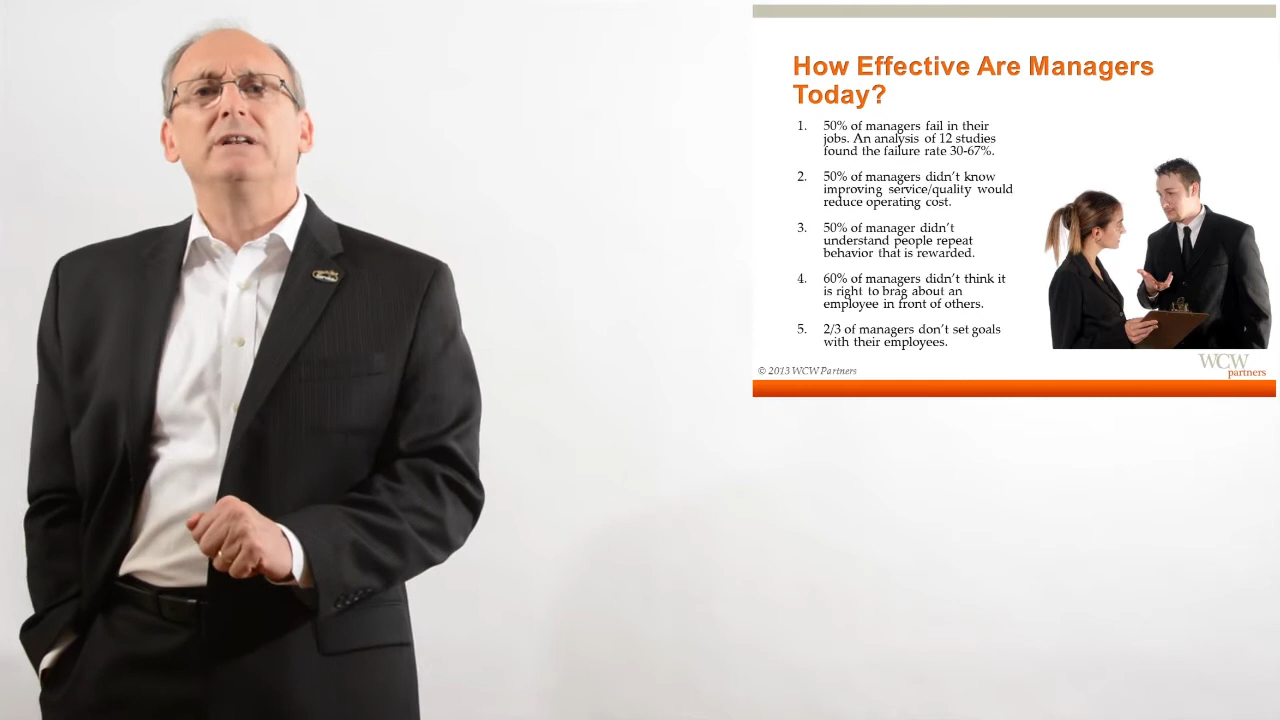 How Effective Are Managers
Today?
1. 50% of managers fail in their
jobs. An analysis of 12 studies
found the failure rate 30-67%.
2. 50% of managers didn't know
improving service/quality would
reduce operating cost.
3. 50% of manager didn't
understand people repeat
behavior that is rewarded.
4. 60% of managers didn't think it
is right to brag about an
employee in front of others.
5. 2/3 of managers don't set goals
with their employees.
© 2013 WCW Partners
WCW
partners